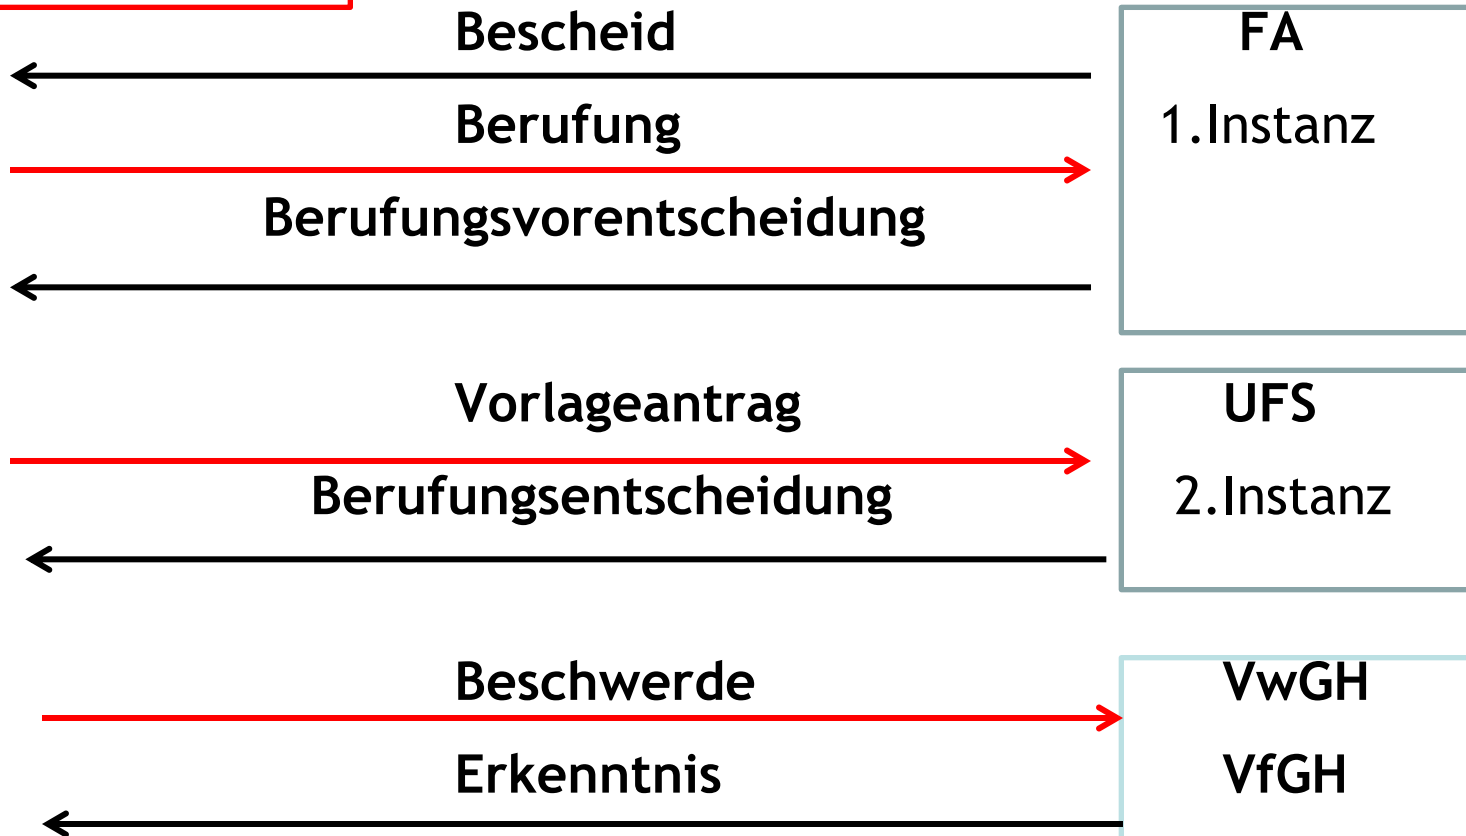 Bescheid FA
Berufung 1.Instanz
Berufungsvorentscheidung
Vorlageantrag UFS
Berufungsentscheidung 2.Instanz
Beschwerde VwGH
Erkenntnis VfGH